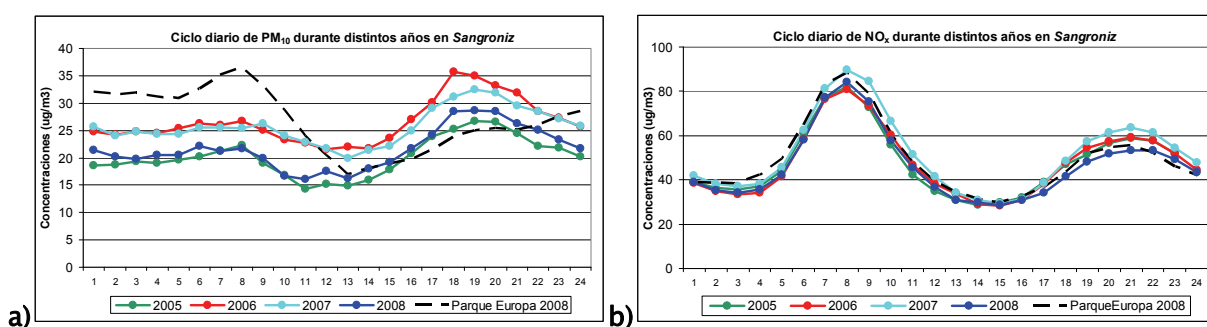 Ciclo diario de PM10 durante distintos años en Sangroniz
Concentraciones (ug/m3)
40
35
30
25
20
15
10
5
0
1 2 3 4 5 6 7 8 9 10 11 12 13 14 15 16 17 18 19 20 21 22 23 24
2005 2006 2007 2008 Parque Europa 2008
a)
Ciclo diario de NOx durante distintos años en Sangroniz
Concentraciones (ug/m3)
100
80
60
40
20
0
1 2 3 4 5 6 7 8 9 10 11 12 13 14 15 16 17 18 19 20 21 22 23 24
2005 2006 2007 2008 ParqueEuropa 2008
b)